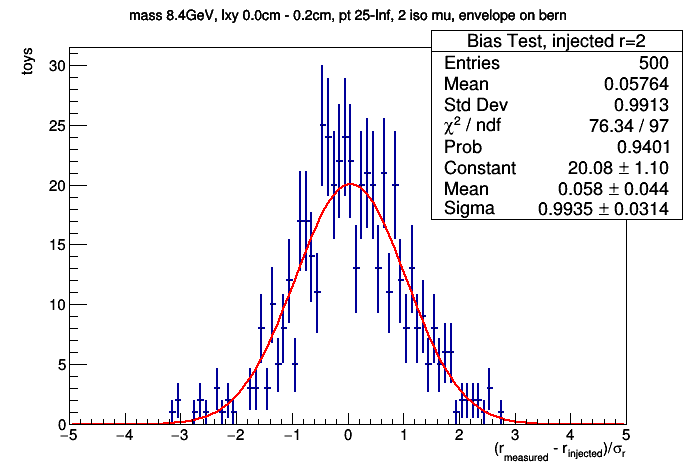 mass 8.4GeV, lxy 0.0cm - 0.2cm, pt 25-Inf, 2 iso mu, envelope on bern
Bias Test, injected r=2
Entries 500
Mean 0.05764
Std Dev 0.9913
χ² / ndf 76.34 / 97
Prob 0.9401
Constant 20.08 ± 1.10
Mean 0.058 ± 0.044
Sigma 0.9935 ± 0.0314
toys
30
25
20
15
10
5
0
−5 −4 −3 −2 −1 0 1 2 3 4 5
(r_measured - r_injected)/σ_r